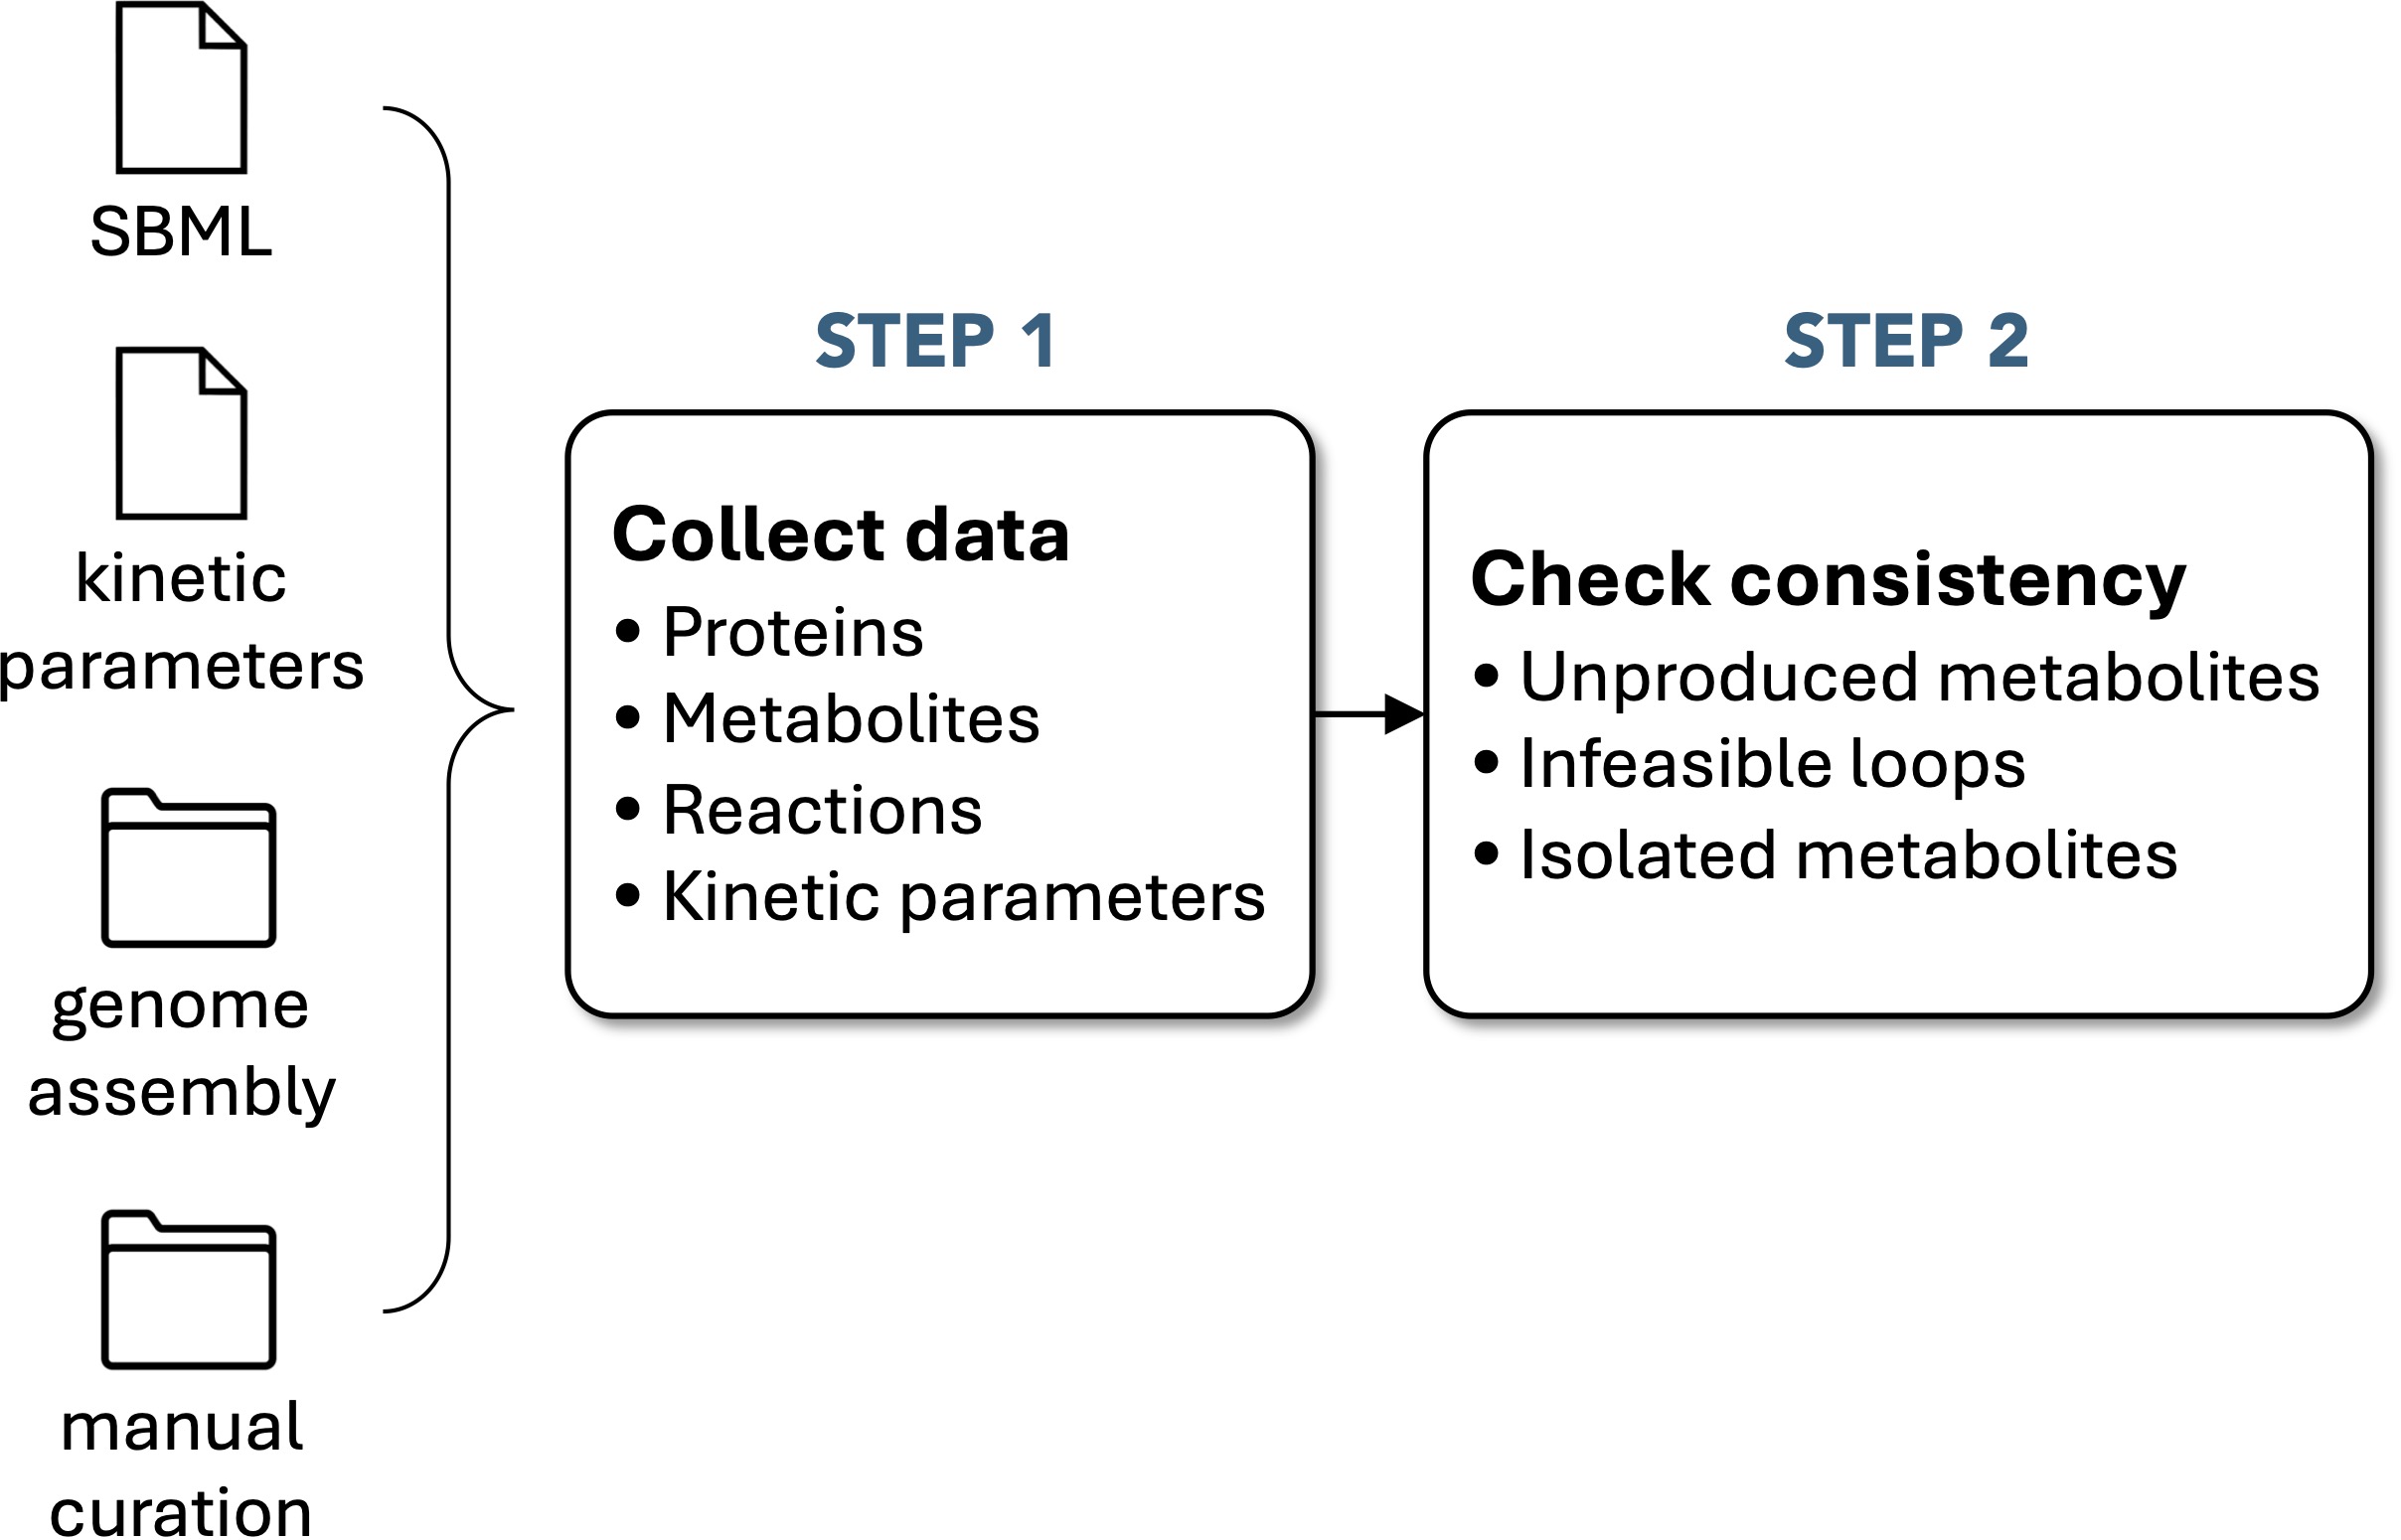 SBML
kinetic
parameters
genome
assembly
manual
curation
STEP 1
Collect data
• Proteins
• Metabolites
• Reactions
• Kinetic parameters
STEP 2
Check consistency
• Unproduced metabolites
• Infeasible loops
• Isolated metabolites